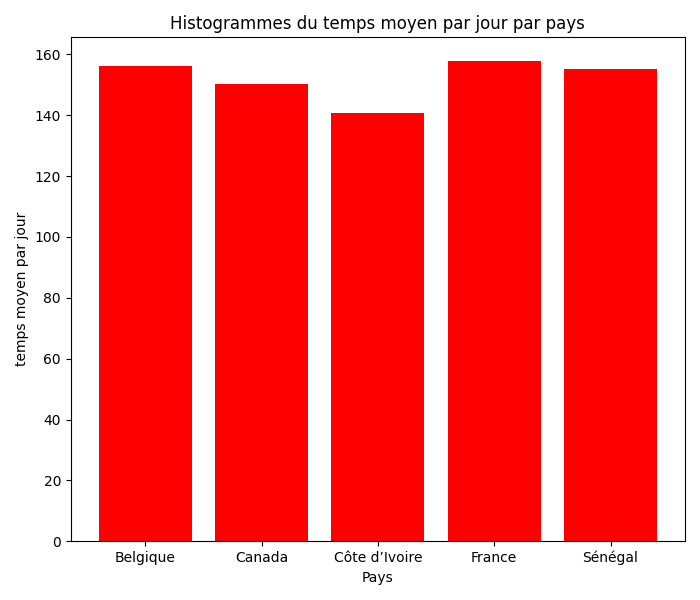 Histogrammes du temps moyen par jour par pays
160
140
120
100
80
60
40
20
0
temps moyen par jour
Belgique Canada Côte d’Ivoire France Sénégal
Pays